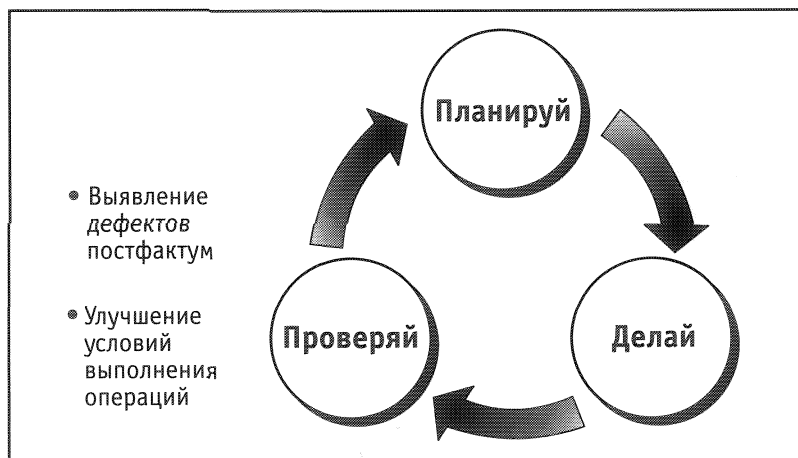 Планируй
• Выявление
дефектов
постфактум
• Улучшение
условий
выполнения
операций
Проверяй
Делай